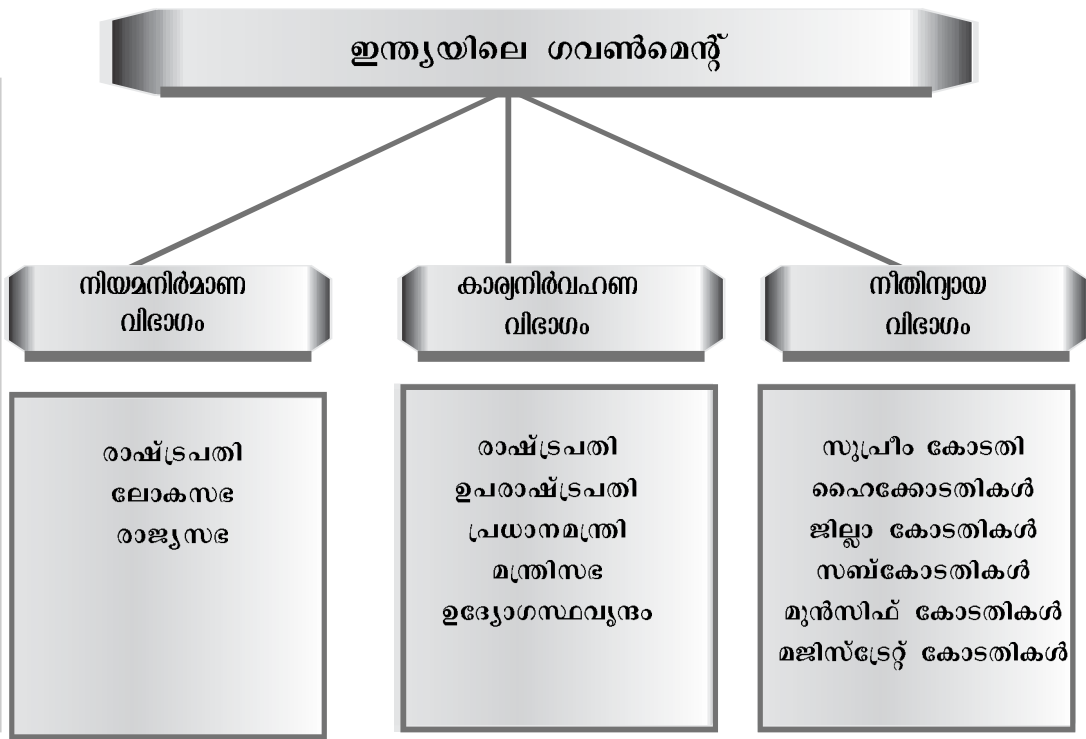 ഇന്ത്യയിലെ ഗവൺമെന്റ്
നിയമനിർമാണ
വിഭാഗം
രാഷ്ട്രപതി
ലോകസഭ
രാജ്യസഭ
കാര്യനിർവഹണ
വിഭാഗം
രാഷ്ട്രപതി
ഉപരാഷ്ട്രപതി
പ്രധാനമന്ത്രി
മന്ത്രിസഭ
ഉദ്യോഗസ്ഥവൃന്ദം
നീതിന്യായ
വിഭാഗം
സുപ്രീം കോടതി
ഹൈക്കോടതികൾ
ജില്ലാ കോടതികൾ
സബ്കോടതികൾ
മുൻസിഫ് കോടതികൾ
മജിസ്ട്രേറ്റ് കോടതികൾ